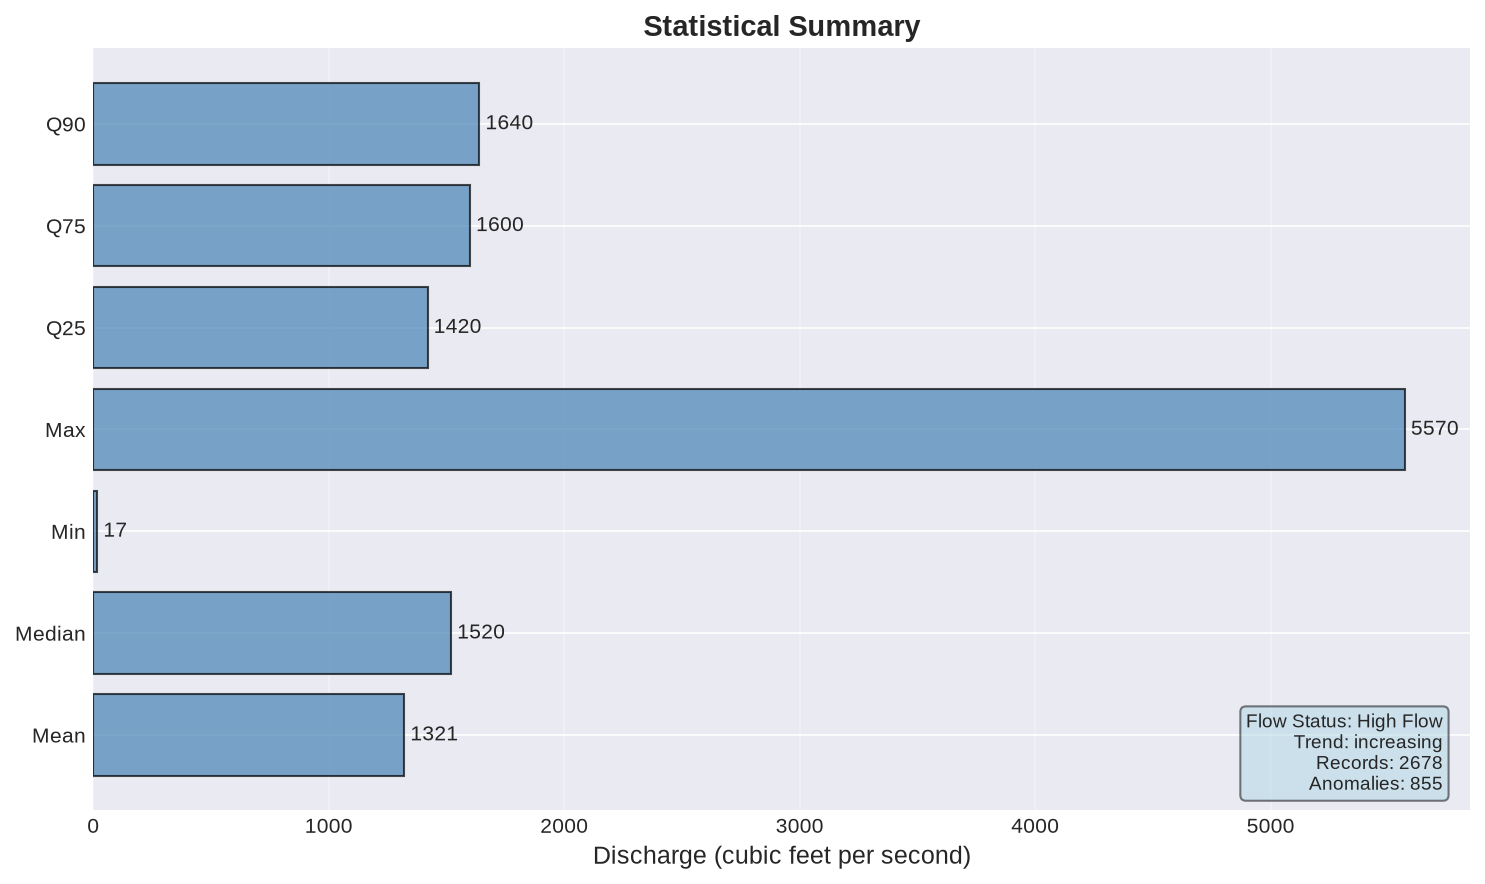 Statistical Summary
Q90
1640
Q75
1600
Q25
1420
Max
5570
Min
17
Median
1520
Mean
1321
Flow Status: High Flow
Trend: increasing
Records: 2678
Anomalies: 855
0 1000 2000 3000 4000 5000
Discharge (cubic feet per second)